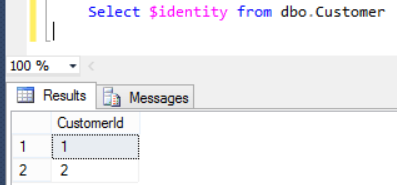 Select $identity from dbo.Customer
100 %
Results Messages
CustomerId
1 1
2 2